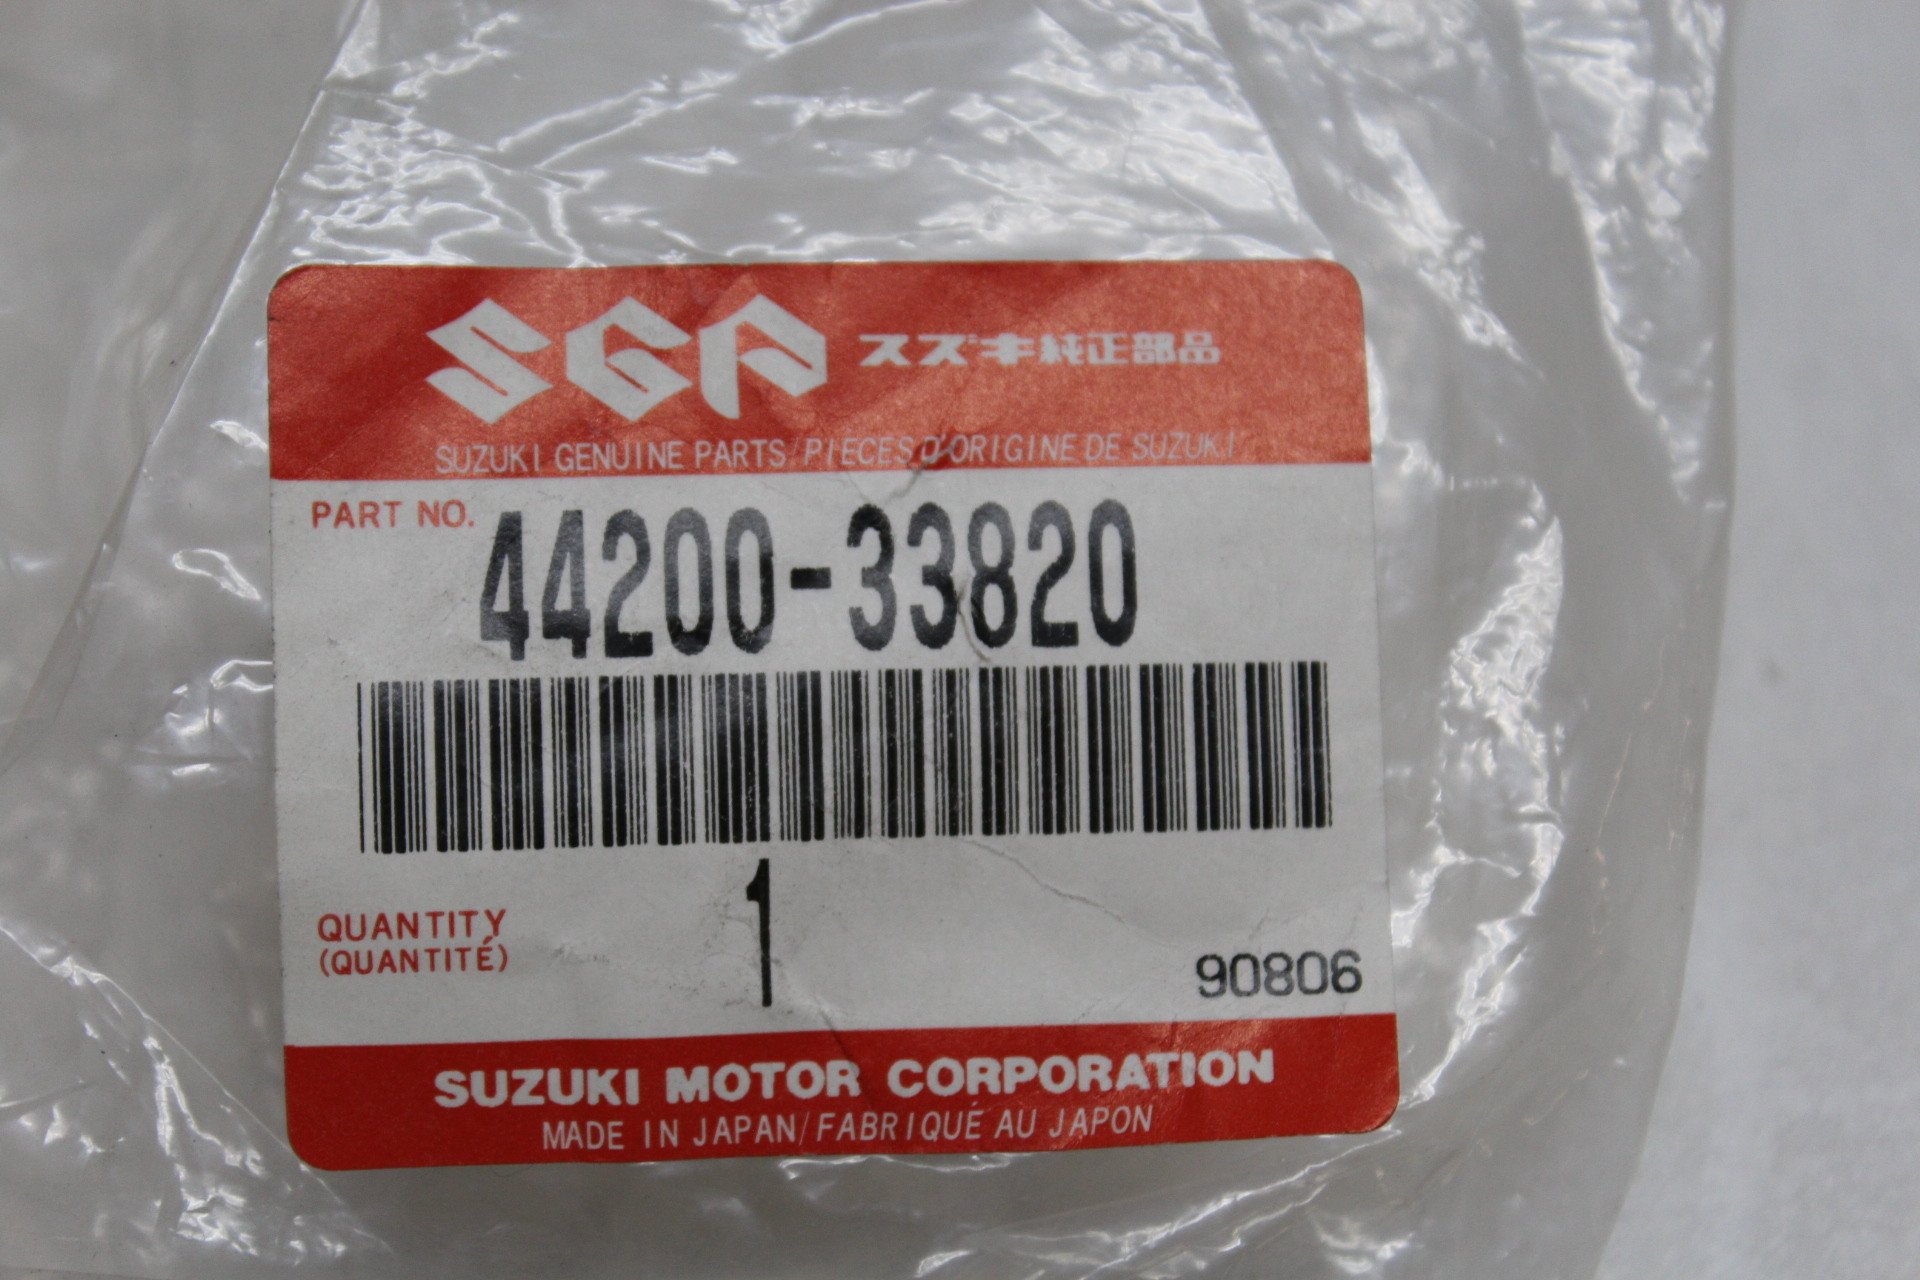 SGP スズキ純正部品
SUZUKI GENUINE PARTS/PIÈCES D'ORIGINE DE SUZUKI
PART NO. 44200-33820
1
QUANTITY
(QUANTITÉ)
90806
SUZUKI MOTOR CORPORATION
MADE IN JAPAN/FABRIQUÉ AU JAPON